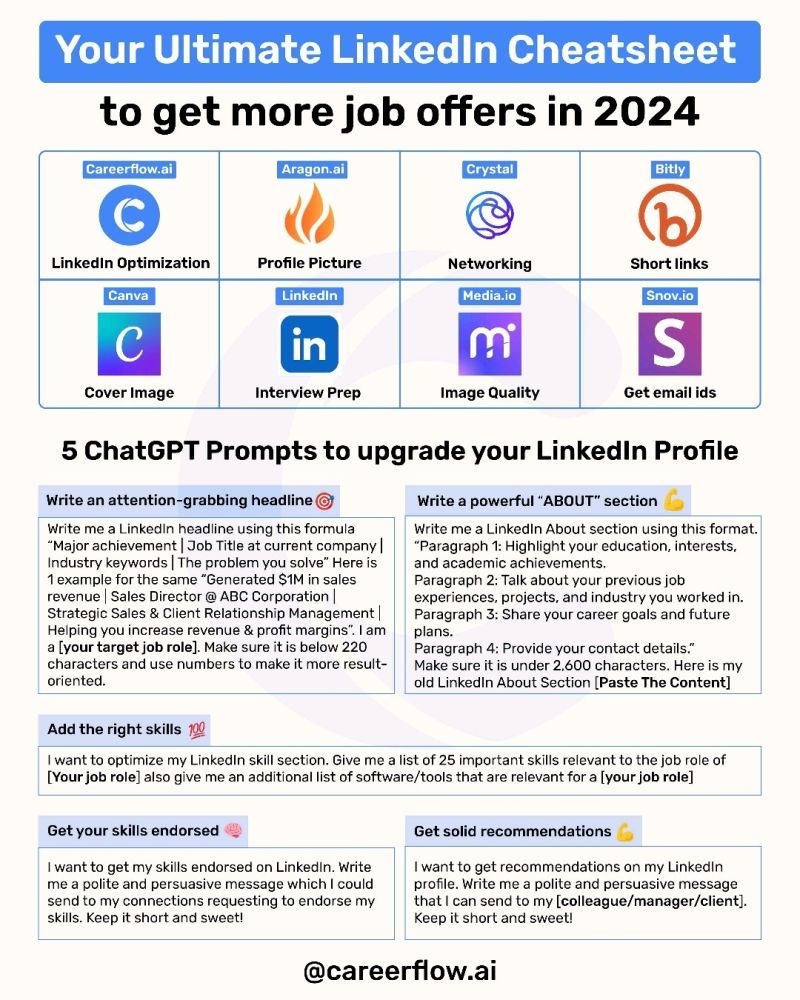 Your Ultimate LinkedIn Cheatsheet
to get more job offers in 2024
Careerflow.ai
LinkedIn Optimization
Aragon.ai
Profile Picture
Crystal
Networking
Bitly
b
Short links
Canva
C
Cover Image
LinkedIn
in
Interview Prep
Media.io
m
Image Quality
Snov.io
S
Get email ids
5 ChatGPT Prompts to upgrade your LinkedIn Profile
Write an attention-grabbing headline🎯
Write me a LinkedIn headline using this formula
“Major achievement | Job Title at current company |
Industry keywords | The problem you solve” Here is
1 example for the same “Generated $1M in sales
revenue | Sales Director @ ABC Corporation |
Strategic Sales & Client Relationship Management |
Helping you increase revenue & profit margins”. I am
a [your target job role]. Make sure it is below 220
characters and use numbers to make it more result-
oriented.
Write a powerful “ABOUT” section 💪
Write me a LinkedIn About section using this format.
“Paragraph 1: Highlight your education, interests,
and academic achievements.
Paragraph 2: Talk about your previous job
experiences, projects, and industry you worked in.
Paragraph 3: Share your career goals and future
plans.
Paragraph 4: Provide your contact details.”
Make sure it is under 2,600 characters. Here is my
old LinkedIn About Section [Paste The Content]
Add the right skills 💯
I want to optimize my LinkedIn skill section. Give me a list of 25 important skills relevant to the job role of
[Your job role] also give me an additional list of software/tools that are relevant for a [your job role]
Get your skills endorsed 🧠
I want to get my skills endorsed on LinkedIn. Write
me a polite and persuasive message which I could
send to my connections requesting to endorse my
skills. Keep it short and sweet!
Get solid recommendations 💪
I want to get recommendations on my LinkedIn
profile. Write me a polite and persuasive message
that I can send to my [colleague/manager/client].
Keep it short and sweet!
@careerflow.ai